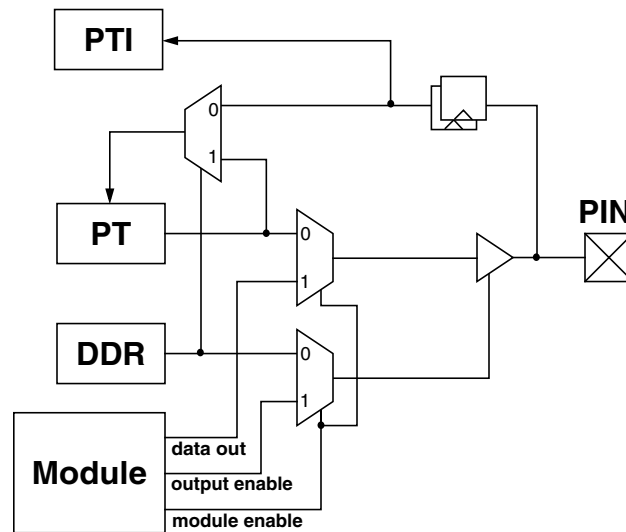 PTI
0
1
PIN
PT
0
1
DDR
0
1
Module
data out
output enable
module enable